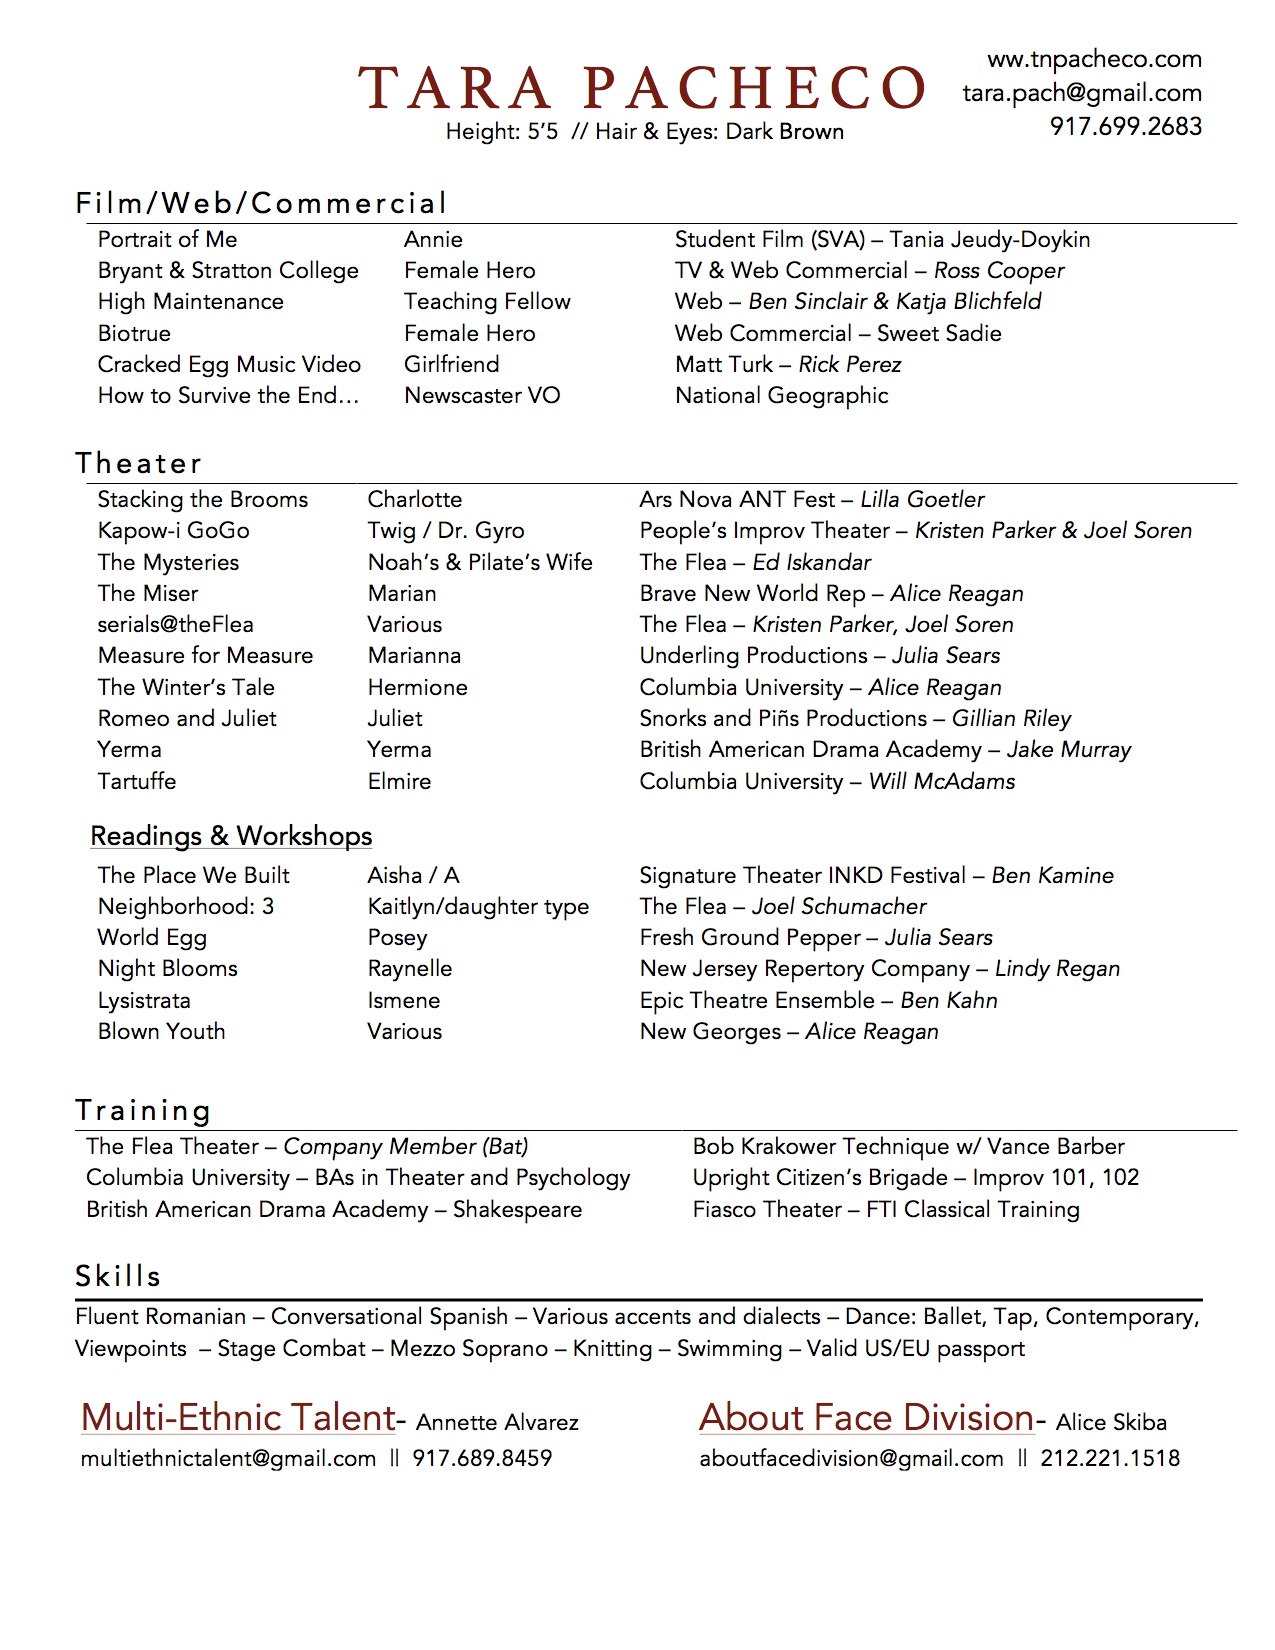 TARA PACHECO
ww.tnpacheco.com
tara.pach@gmail.com
917.699.2683
Height: 5’5 // Hair & Eyes: Dark Brown
Film/Web/Commercial
Portrait of Me Annie Student Film (SVA) – Tania Jeudy-Doykin
Bryant & Stratton College Female Hero TV & Web Commercial – Ross Cooper
High Maintenance Teaching Fellow Web – Ben Sinclair & Katja Blichfeld
Biotrue Female Hero Web Commercial – Sweet Sadie
Cracked Egg Music Video Girlfriend Matt Turk – Rick Perez
How to Survive the End… Newscaster VO National Geographic
Theater
Stacking the Brooms Charlotte Ars Nova ANT Fest – Lilla Goetler
Kapow-i GoGo Twig / Dr. Gyro People’s Improv Theater – Kristen Parker & Joel Soren
The Mysteries Noah’s & Pilate’s Wife The Flea – Ed Iskandar
The Miser Marian Brave New World Rep – Alice Reagan
serials@theFlea Various The Flea – Kristen Parker, Joel Soren
Measure for Measure Marianna Underling Productions – Julia Sears
The Winter’s Tale Hermione Columbia University – Alice Reagan
Romeo and Juliet Juliet Snorks and Piñs Productions – Gillian Riley
Yerma Yerma British American Drama Academy – Jake Murray
Tartuffe Elmire Columbia University – Will McAdams
Readings & Workshops
The Place We Built Aisha / A Signature Theater INKD Festival – Ben Kamine
Neighborhood: 3 Kaitlyn/daughter type The Flea – Joel Schumacher
World Egg Posey Fresh Ground Pepper – Julia Sears
Night Blooms Raynelle New Jersey Repertory Company – Lindy Regan
Lysistrata Ismene Epic Theatre Ensemble – Ben Kahn
Blown Youth Various New Georges – Alice Reagan
Training
The Flea Theater – Company Member (Bat) Bob Krakower Technique w/ Vance Barber
Columbia University – BAs in Theater and Psychology Upright Citizen’s Brigade – Improv 101, 102
British American Drama Academy – Shakespeare Fiasco Theater – FTI Classical Training
Skills
Fluent Romanian – Conversational Spanish – Various accents and dialects – Dance: Ballet, Tap, Contemporary,
Viewpoints – Stage Combat – Mezzo Soprano – Knitting – Swimming – Valid US/EU passport
Multi-Ethnic Talent- Annette Alvarez About Face Division- Alice Skiba
multiethnictalent@gmail.com || 917.689.8459 aboutfacedivision@gmail.com || 212.221.1518